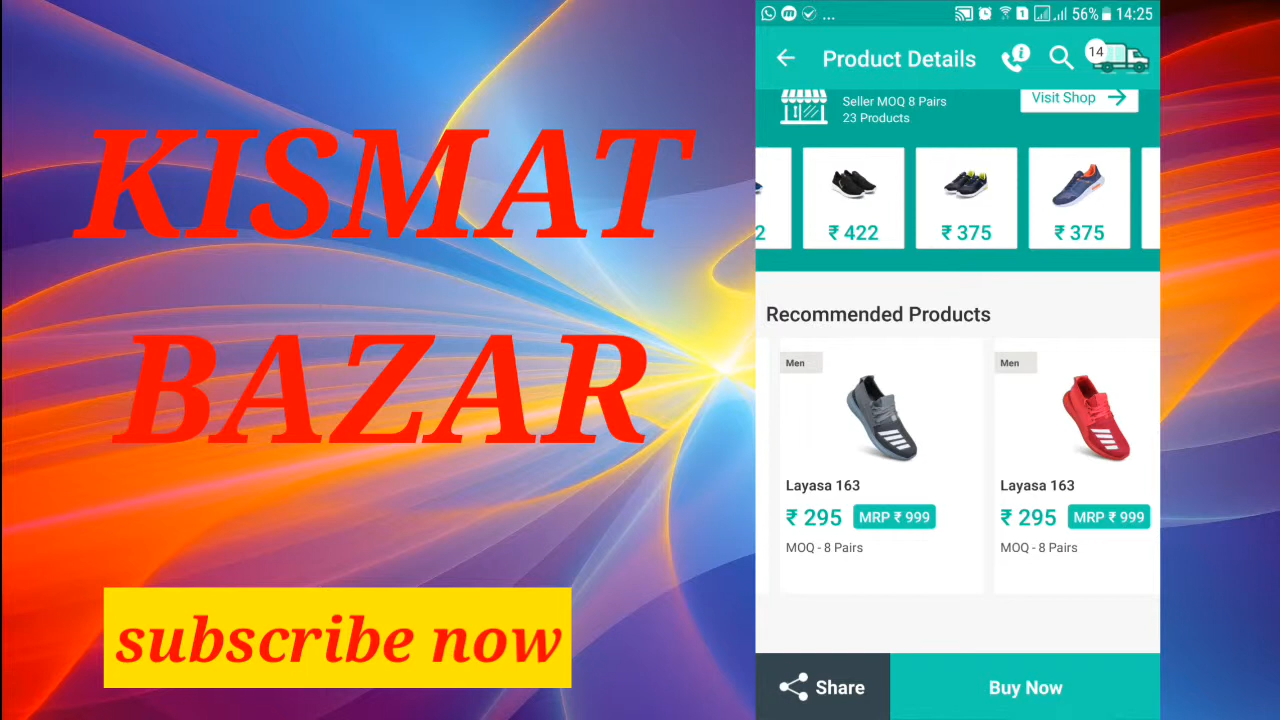 KISMAT
BAZAR
subscribe now
... 1 56% 14:25
Product Details
i
14
Seller MOQ 8 Pairs
23 Products
Visit Shop
2
₹ 422
₹ 375
₹ 375
Recommended Products
Men
Layasa 163
₹ 295 MRP ₹ 999
MOQ - 8 Pairs
Men
Layasa 163
₹ 295 MRP ₹ 999
MOQ - 8 Pairs
Share
Buy Now